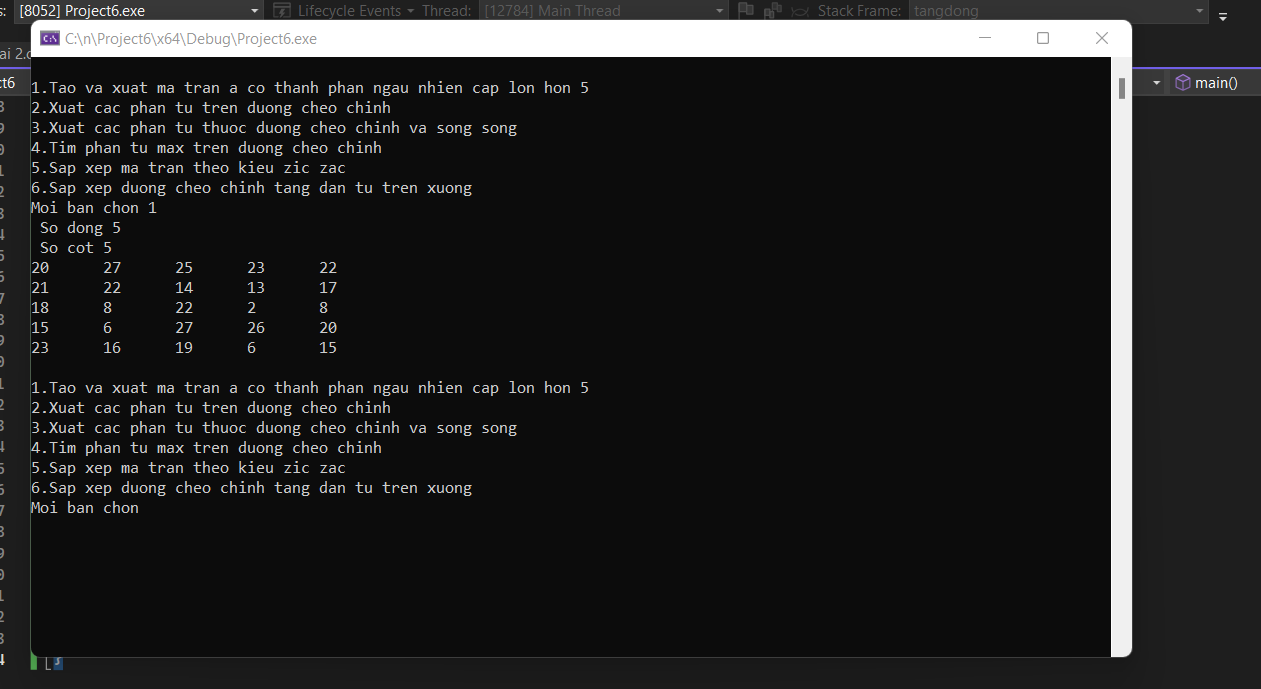 [8052] Project6.exe Lifecycle Events Thread: [12784] Main Thread Stack Frame: tangdong
C:\n\Project6\x64\Debug\Project6.exe
main()
1.Tao va xuat ma tran a co thanh phan ngau nhien cap lon hon 5
2.Xuat cac phan tu tren duong cheo chinh
3.Xuat cac phan tu thuoc duong cheo chinh va song song
4.Tim phan tu max tren duong cheo chinh
5.Sap xep ma tran theo kieu zic zac
6.Sap xep duong cheo chinh tang dan tu tren xuong
Moi ban chon 1
So dong 5
So cot 5
20 27 25 23 22
21 22 14 13 17
18 8 22 2 8
15 6 27 26 20
23 16 19 6 15
1.Tao va xuat ma tran a co thanh phan ngau nhien cap lon hon 5
2.Xuat cac phan tu tren duong cheo chinh
3.Xuat cac phan tu thuoc duong cheo chinh va song song
4.Tim phan tu max tren duong cheo chinh
5.Sap xep ma tran theo kieu zic zac
6.Sap xep duong cheo chinh tang dan tu tren xuong
Moi ban chon